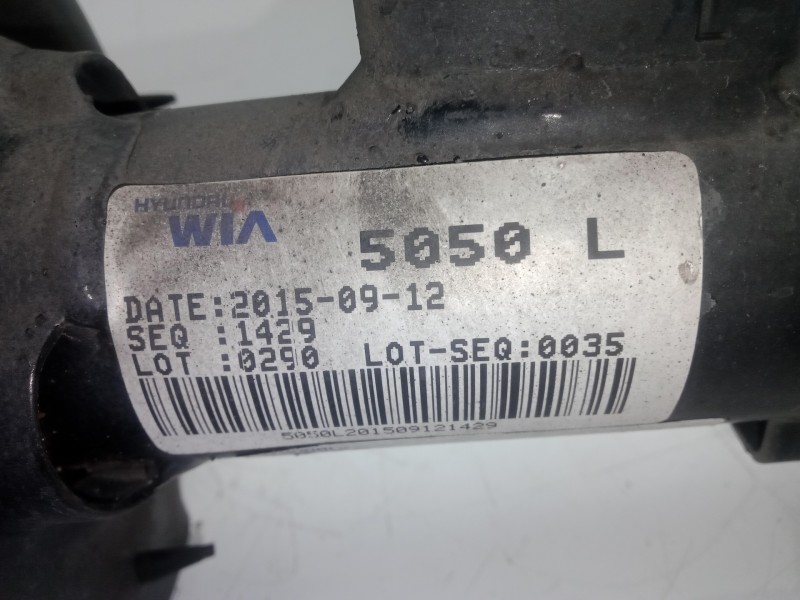 HYUNDAI
WIA
5050 L
DATE:2015-09-12
SEQ :1429
LOT :0290 LOT-SEQ:0035
5050L201509121429